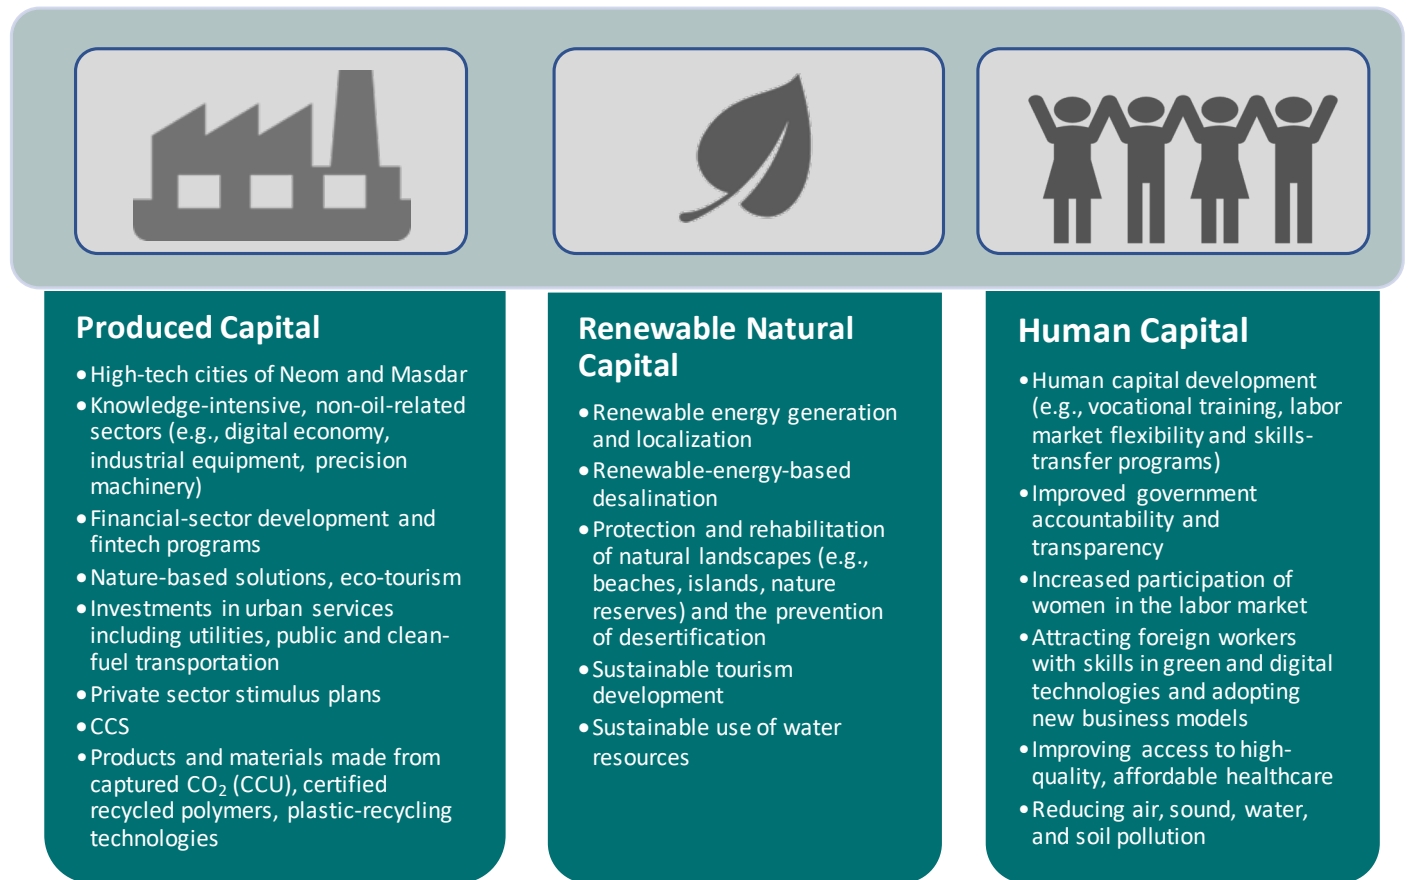 Produced Capital
•High-tech cities of Neom and Masdar
•Knowledge-intensive, non-oil-related
sectors (e.g., digital economy,
industrial equipment, precision
machinery)
•Financial-sector development and
fintech programs
•Nature-based solutions, eco-tourism
•Investments in urban services
including utilities, public and clean-
fuel transportation
•Private sector stimulus plans
•CCS
•Products and materials made from
captured CO₂ (CCU), certified
recycled polymers, plastic-recycling
technologies
Renewable Natural
Capital
•Renewable energy generation
and localization
•Renewable-energy-based
desalination
•Protection and rehabilitation
of natural landscapes (e.g.,
beaches, islands, nature
reserves) and the prevention
of desertification
•Sustainable tourism
development
•Sustainable use of water
resources
Human Capital
•Human capital development
(e.g., vocational training, labor
market flexibility and skills-
transfer programs)
•Improved government
accountability and
transparency
•Increased participation of
women in the labor market
•Attracting foreign workers
with skills in green and digital
technologies and adopting
new business models
•Improving access to high-
quality, affordable healthcare
•Reducing air, sound, water,
and soil pollution